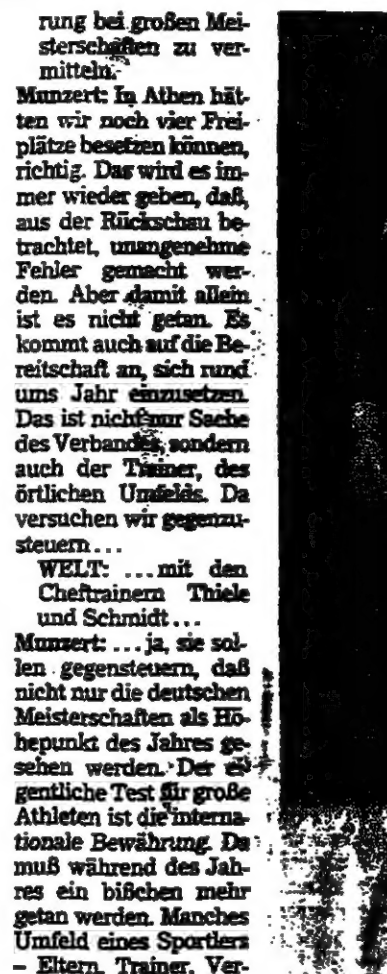 rung bei großen Mei-
sterschaften zu ver-
mitteln.
Munzert: In Athen hät-
ten wir noch vier Frei-
plätze besetzen können,
richtig. Das wird es im-
mer wieder geben, daß,
aus der Rückschau be-
trachtet, unangenehme
Fehler gemacht wer-
den. Aber damit allein
ist es nicht getan. Es
kommt auch auf die Be-
reitschaft an, sich rund
ums Jahr einzusetzen.
Das ist nicht nur Sache
des Verbandes, sondern
auch der Trainer, des
örtlichen Umfelds. Da
versuchen wir gegenzu-
steuern...
WELT: ...mit den
Cheftrainern Thiele
und Schmidt...
Munzert: ...ja, sie sol-
len gegensteuern, daß
nicht nur die deutschen
Meisterschaften als Hö-
hepunkt des Jahres ge-
sehen werden. Der ei-
gentliche Test für große
Athleten ist die interna-
tionale Bewährung. Da
muß während des Jah-
res ein bißchen mehr
getan werden. Manches
Umfeld eines Sportlers
– Eltern, Trainer, Ver-